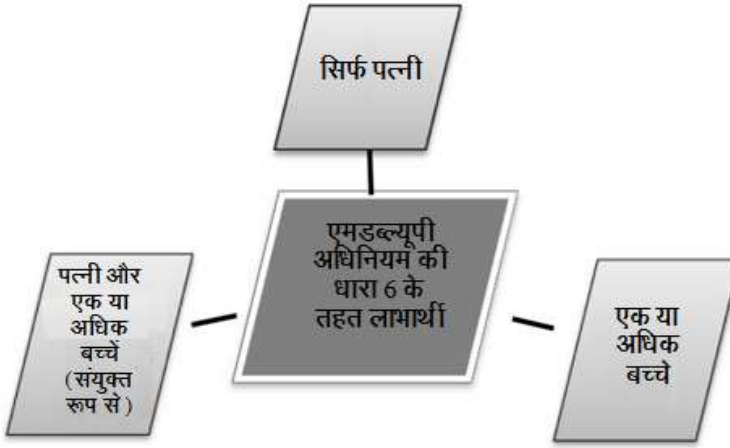 सिर्फ पत्नी
एमडब्ल्यूपी
अधिनियम की
धारा 6 के
तहत लाभार्थी
पत्नी और
एक या
अधिक
बच्चें
(संयुक्त
रूप से )
एक या
अधिक
बच्चे